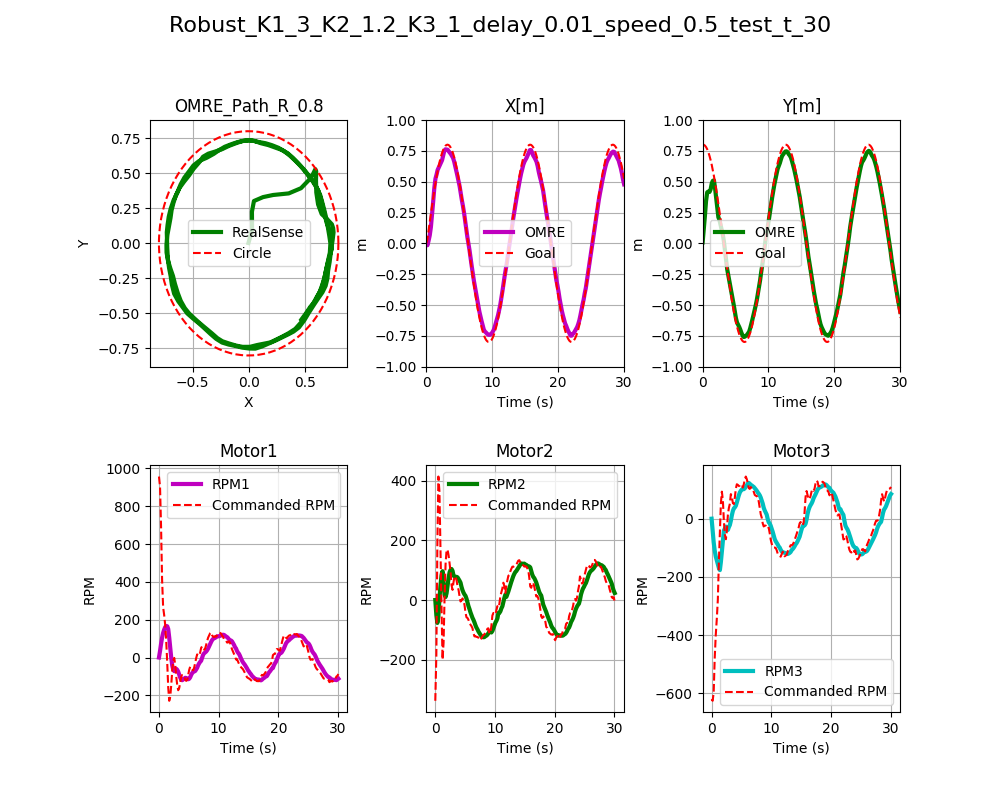 Robust_K1_3_K2_1.2_K3_1_delay_0.01_speed_0.5_test_t_30
OMRE_Path_R_0.8
0.75
0.50
0.25
0.00
−0.25
−0.50
−0.75
Y
RealSense
Circle
−0.5
0.0
0.5
X
X[m]
1.00
0.75
0.50
0.25
0.00
−0.25
−0.50
−0.75
−1.00
m
OMRE
Goal
0
10
20
30
Time (s)
Y[m]
1.00
0.75
0.50
0.25
0.00
−0.25
−0.50
−0.75
−1.00
m
OMRE
Goal
0
10
20
30
Time (s)
Motor1
1000
800
600
400
200
0
−200
RPM
RPM1
Commanded RPM
0
10
20
30
Time (s)
Motor2
400
200
0
−200
RPM
RPM2
Commanded RPM
0
10
20
30
Time (s)
Motor3
0
−200
−400
−600
RPM
RPM3
Commanded RPM
0
10
20
30
Time (s)